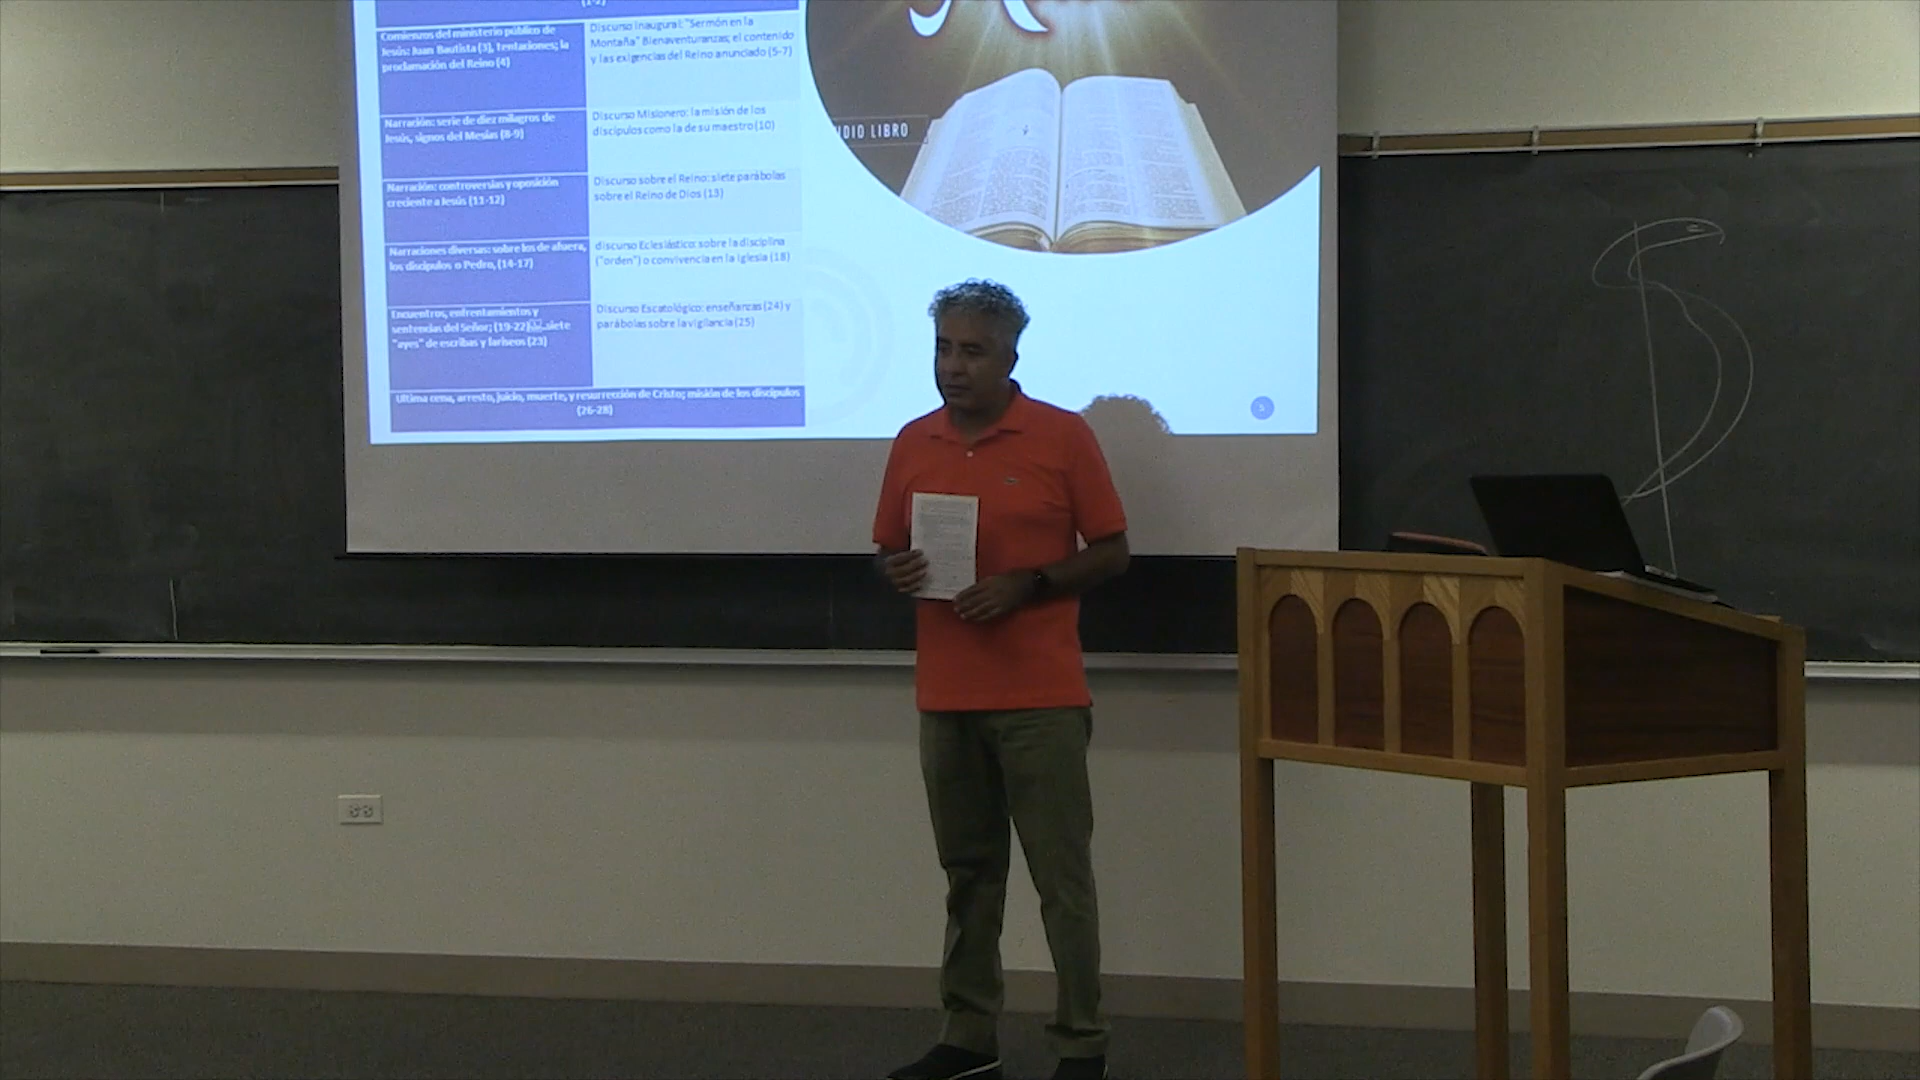 (1-2)
Comienzos del ministerio público de
Jesús: Juan Bautista (3), tentaciones; la
proclamación del Reino (4)
Discurso inaugural: "Sermón en la
Montaña" Bienaventuranzas; el contenido
y las exigencias del Reino anunciado (5-7)
Narración: serie de diez milagros de
Jesús, signos del Mesías (8-9)
Discurso Misionero: la misión de los
discípulos como la de su maestro (10)
Narración: controversias y oposición
creciente a Jesús (11-12)
Discurso sobre el Reino: siete parábolas
sobre el Reino de Dios (13)
Narraciones diversas: sobre los de afuera,
los discípulos o Pedro, (14-17)
discurso Eclesiástico: sobre la disciplina
("orden") o convivencia en la Iglesia (18)
Encuentros, enfrentamientos y
sentencias del Señor; (19-22) ...siete
"ayes" de escribas y fariseos (23)
Discurso Escatológico: enseñanzas (24) y
parábolas sobre la vigilancia (25)
Ultima cena, arresto, juicio, muerte, y resurrección de Cristo; misión de los discípulos
(26-28)
UDIO LIBRO
5